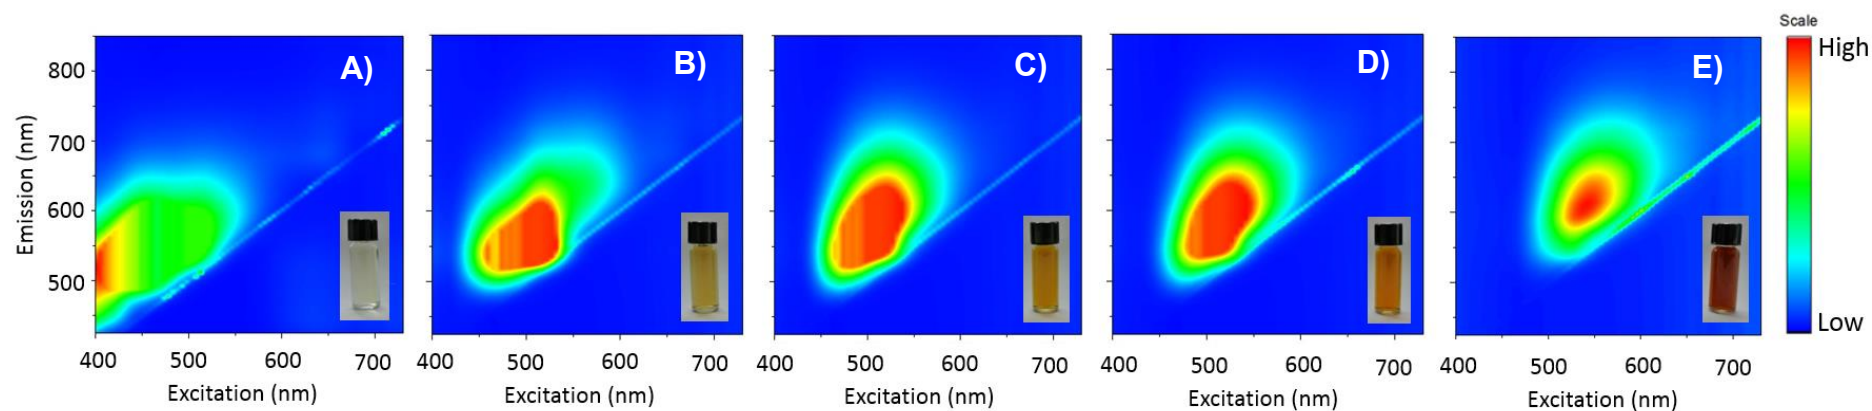 Scale
High
Low
Emission (nm)
800
700
600
500
A)
B)
C)
D)
E)
400 500 600 700
400 500 600 700
400 500 600 700
400 500 600 700
400 500 600 700
Excitation (nm)
Excitation (nm)
Excitation (nm)
Excitation (nm)
Excitation (nm)